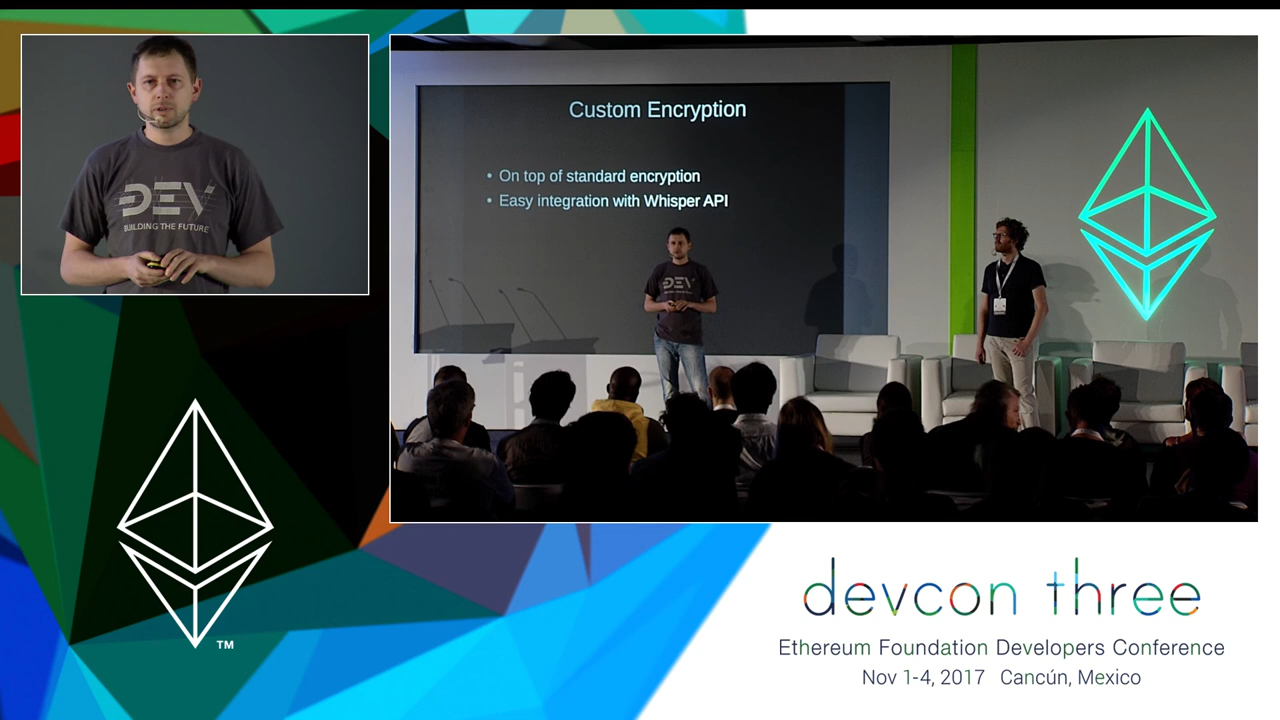 DEV
BUILDING THE FUTURE
Custom Encryption
• On top of standard encryption
• Easy integration with Whisper API
DEV
TM
devcon three
Ethereum Foundation Developers Conference
Nov 1-4, 2017 Cancún, Mexico